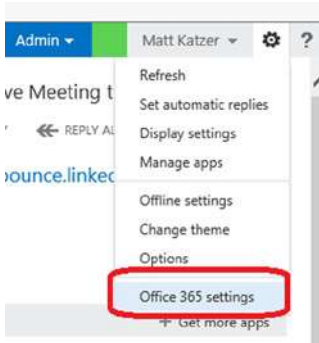 Admin Matt Katzer ?
Refresh
ve Meeting t
Set automatic replies
REPLY AL
Display settings
Manage apps
bounce.linkec
Offline settings
Change theme
Options
Office 365 settings
+ Get more apps